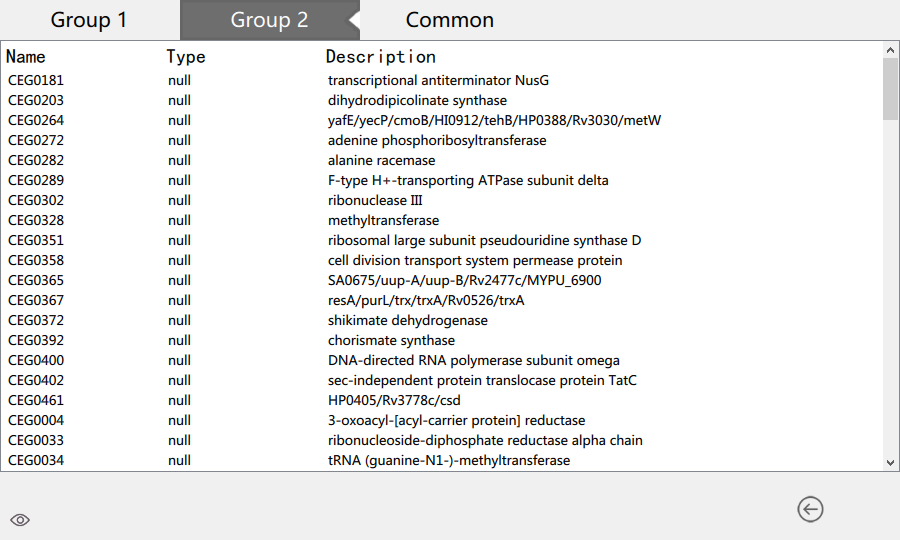 Group 1 Group 2 Common
Name Type Description
CEG0181 null transcriptional antiterminator NusG
CEG0203 null dihydrodipicolinate synthase
CEG0264 null yafE/yecP/cmoB/HI0912/tehB/HP0388/Rv3030/metW
CEG0272 null adenine phosphoribosyltransferase
CEG0282 null alanine racemase
CEG0289 null F-type H+-transporting ATPase subunit delta
CEG0302 null ribonuclease III
CEG0328 null methyltransferase
CEG0351 null ribosomal large subunit pseudouridine synthase D
CEG0358 null cell division transport system permease protein
CEG0365 null SA0675/uup-A/uup-B/Rv2477c/MYPU_6900
CEG0367 null resA/purL/trx/trxA/Rv0526/trxA
CEG0372 null shikimate dehydrogenase
CEG0392 null chorismate synthase
CEG0400 null DNA-directed RNA polymerase subunit omega
CEG0402 null sec-independent protein translocase protein TatC
CEG0461 null HP0405/Rv3778c/csd
CEG0004 null 3-oxoacyl-[acyl-carrier protein] reductase
CEG0033 null ribonucleoside-diphosphate reductase alpha chain
CEG0034 null tRNA (guanine-N1-)-methyltransferase